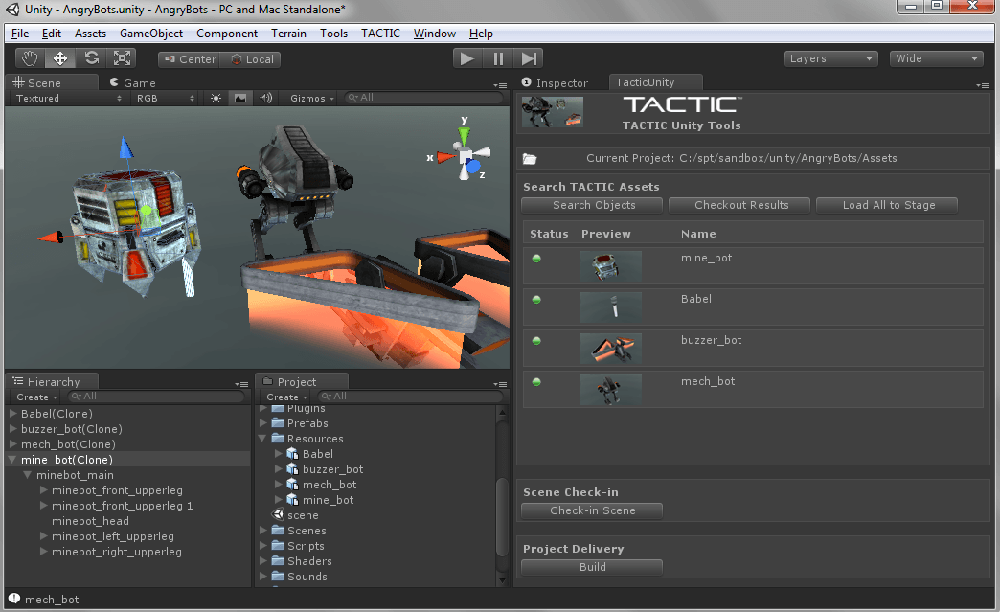 Unity - AngryBots.unity - AngryBots - PC and Mac Standalone*
File Edit Assets GameObject Component Terrain Tools TACTIC Window Help
Center Local Layers Wide
Scene Game
Textured RGB Gizmos All
y
x
z
Inspector TacticUnity
TACTIC™
TACTIC Unity Tools
Current Project: C:/spt/sandbox/unity/AngryBots/Assets
Search TACTIC Assets
Search Objects Checkout Results Load All to Stage
Status Preview Name
mine_bot
Babel
buzzer_bot
mech_bot
Hierarchy
Create All
Babel(Clone)
buzzer_bot(Clone)
mech_bot(Clone)
mine_bot(Clone)
minebot_main
minebot_front_upperleg
minebot_front_upperleg 1
minebot_head
minebot_left_upperleg
minebot_right_upperleg
Project
Create All
Plugins
Prefabs
Resources
Babel
buzzer_bot
mech_bot
mine_bot
scene
Scenes
Scripts
Shaders
Sounds
Scene Check-in
Check-in Scene
Project Delivery
Build
mech_bot